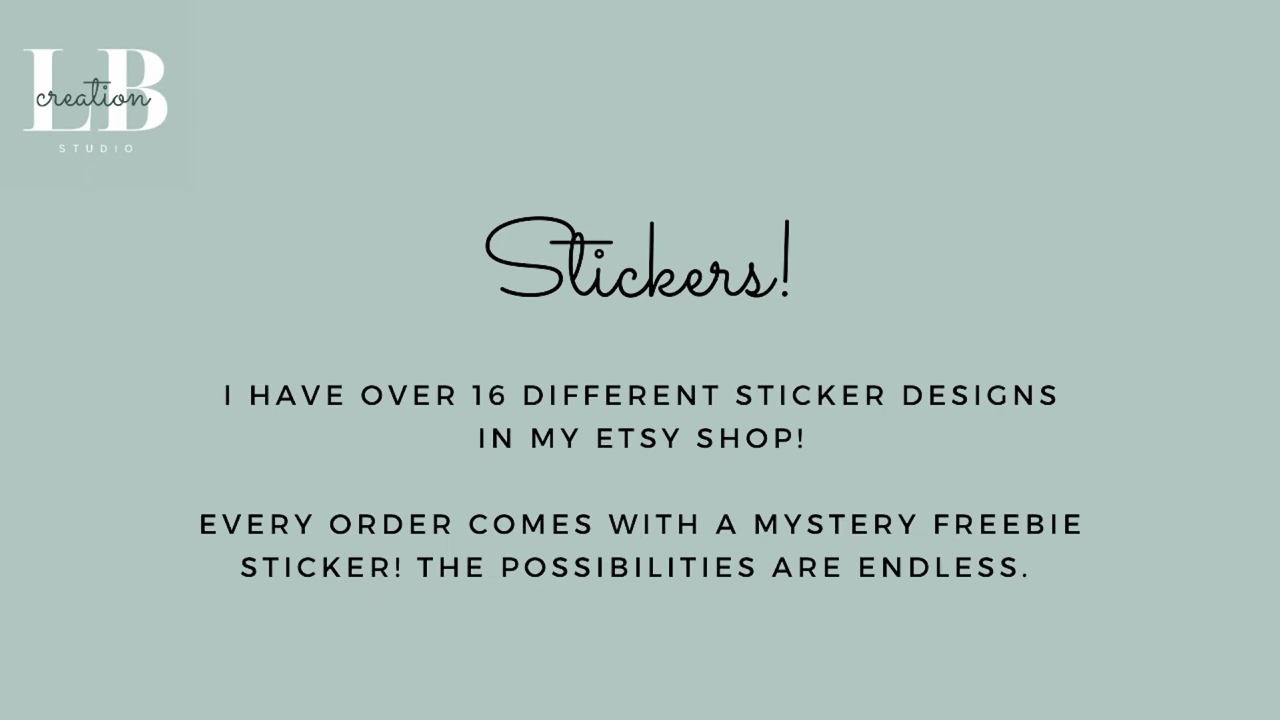 LB
creation
STUDIO
Stickers!
I HAVE OVER 16 DIFFERENT STICKER DESIGNS
IN MY ETSY SHOP!
EVERY ORDER COMES WITH A MYSTERY FREEBIE
STICKER! THE POSSIBILITIES ARE ENDLESS.